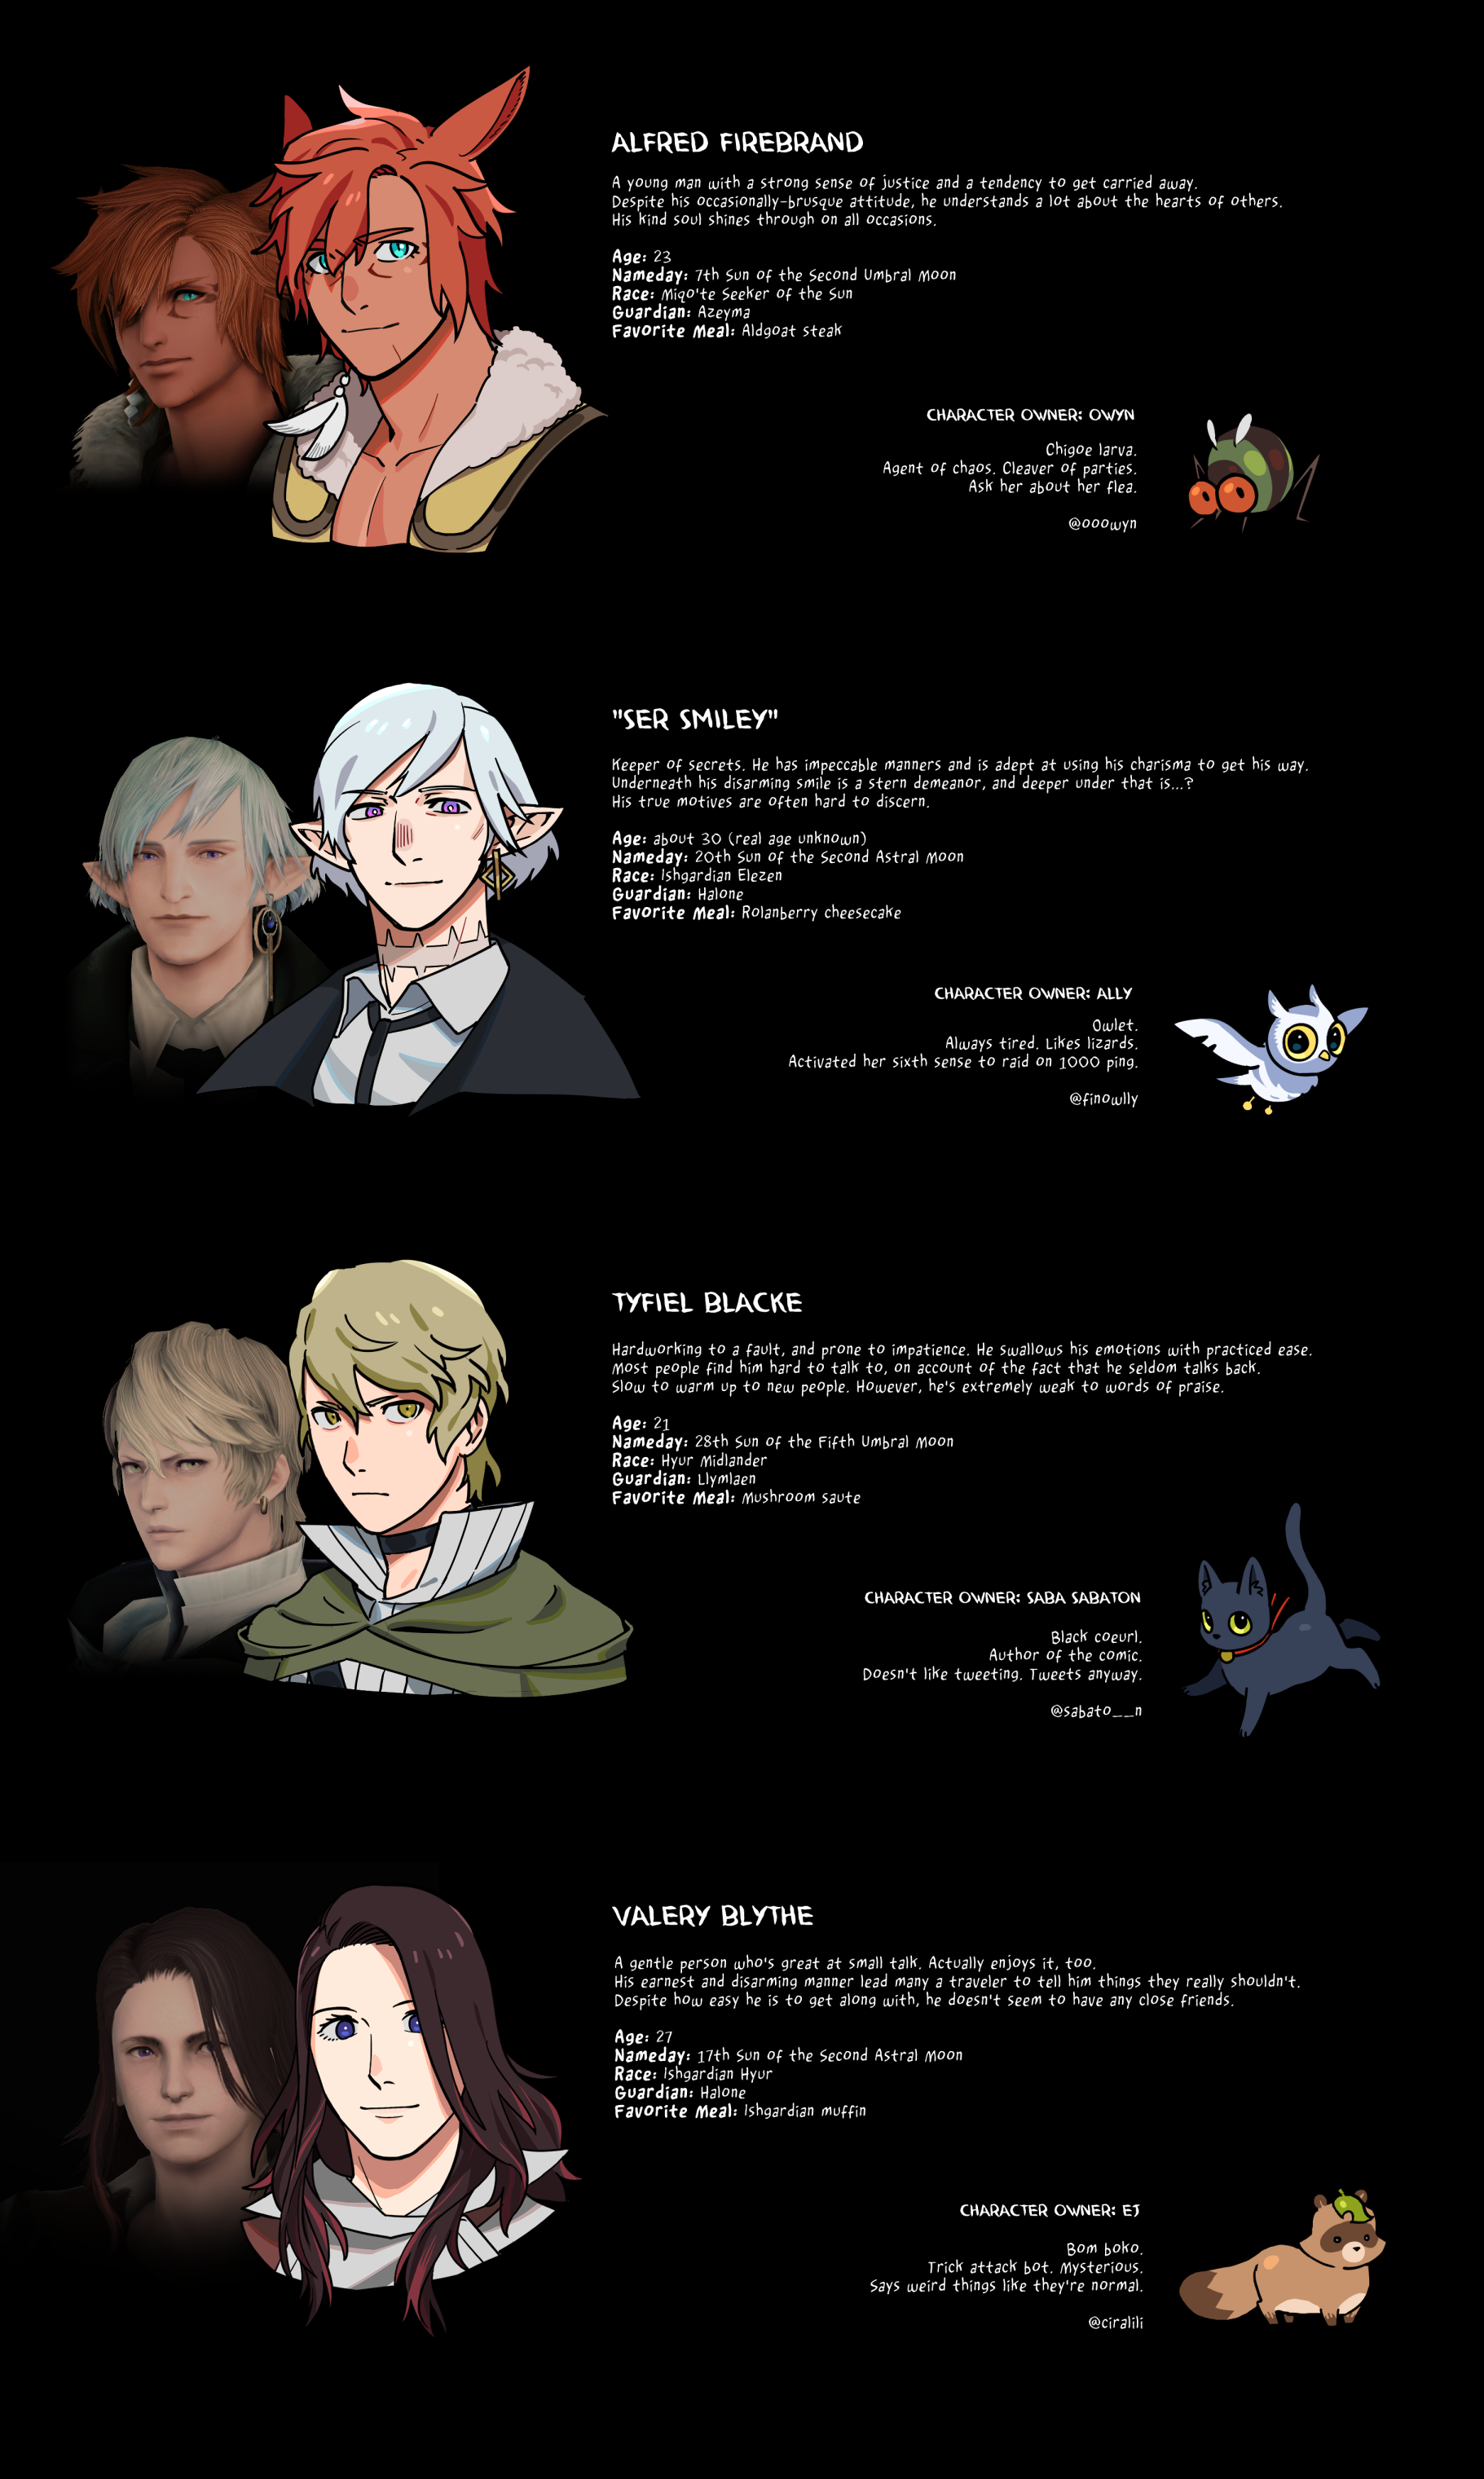 ALFRED FIREBRAND
A young man with a strong sense of justice and a tendency to get carried away.
Despite his occasionally-brusque attitude, he understands a lot about the hearts of others.
His kind soul shines through on all occasions.
Age: 23
Nameday: 7th Sun of the Second Umbral Moon
Race: Miqo'te Seeker of the Sun
Guardian: Azeyma
Favorite Meal: Aldgoat steak
CHARACTER OWNER: OWYN
Chigoe larva.
Agent of chaos. Cleaver of parties.
Ask her about her flea.
@ooowyn
"SER SMILEY"
Keeper of secrets. He has impeccable manners and is adept at using his charisma to get his way.
Underneath his disarming smile is a stern demeanor, and deeper under that is...?
His true motives are often hard to discern.
Age: about 30 (real age unknown)
Nameday: 20th Sun of the Second Astral Moon
Race: Ishgardian Elezen
Guardian: Halone
Favorite Meal: Rolanberry cheesecake
CHARACTER OWNER: ALLY
Owlet.
Always tired. Likes lizards.
Activated her sixth sense to raid on 1000 ping.
@finowlly
TYFIEL BLACKE
Hardworking to a fault, and prone to impatience. He swallows his emotions with practiced ease.
Most people find him hard to talk to, on account of the fact that he seldom talks back.
Slow to warm up to new people. However, he's extremely weak to words of praise.
Age: 21
Nameday: 28th Sun of the Fifth Umbral Moon
Race: Hyur Midlander
Guardian: Llymlaen
Favorite Meal: Mushroom saute
CHARACTER OWNER: SABA SABATON
Black coeurl.
Author of the comic.
Doesn't like tweeting. Tweets anyway.
@sabato__n
VALERY BLYTHE
A gentle person who's great at small talk. Actually enjoys it, too.
His earnest and disarming manner lead many a traveler to tell him things they really shouldn't.
Despite how easy he is to get along with, he doesn't seem to have any close friends.
Age: 27
Nameday: 17th Sun of the Second Astral Moon
Race: Ishgardian Hyur
Guardian: Halone
Favorite Meal: Ishgardian muffin
CHARACTER OWNER: EJ
Bom boko.
Trick attack bot. Mysterious.
Says weird things like they're normal.
@ciralili